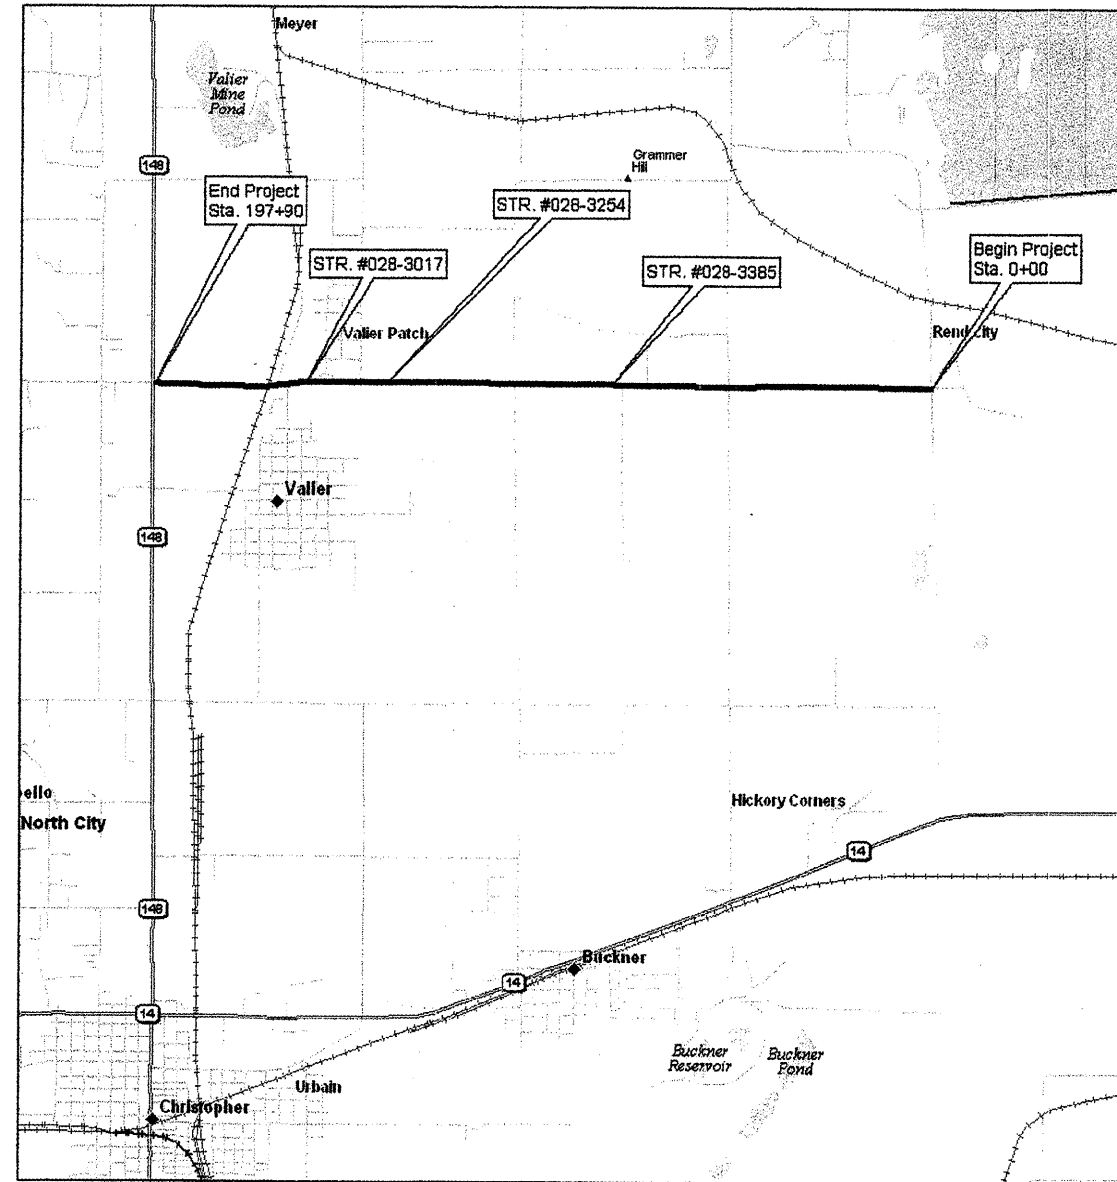 Meyer
Valier
Mine
Pond
148
Grammer
Hill
End Project
Sta. 197+90
STR. #028-3254
STR. #028-3017
STR. #028-3385
Begin Project
Sta. 0+00
Valier Patch
Rend City
Valier
148
ello
North City
Hickory Corners
14
148
Buckner
14
14
Buckner
Reservoir
Buckner
Pond
Urbain
Christopher